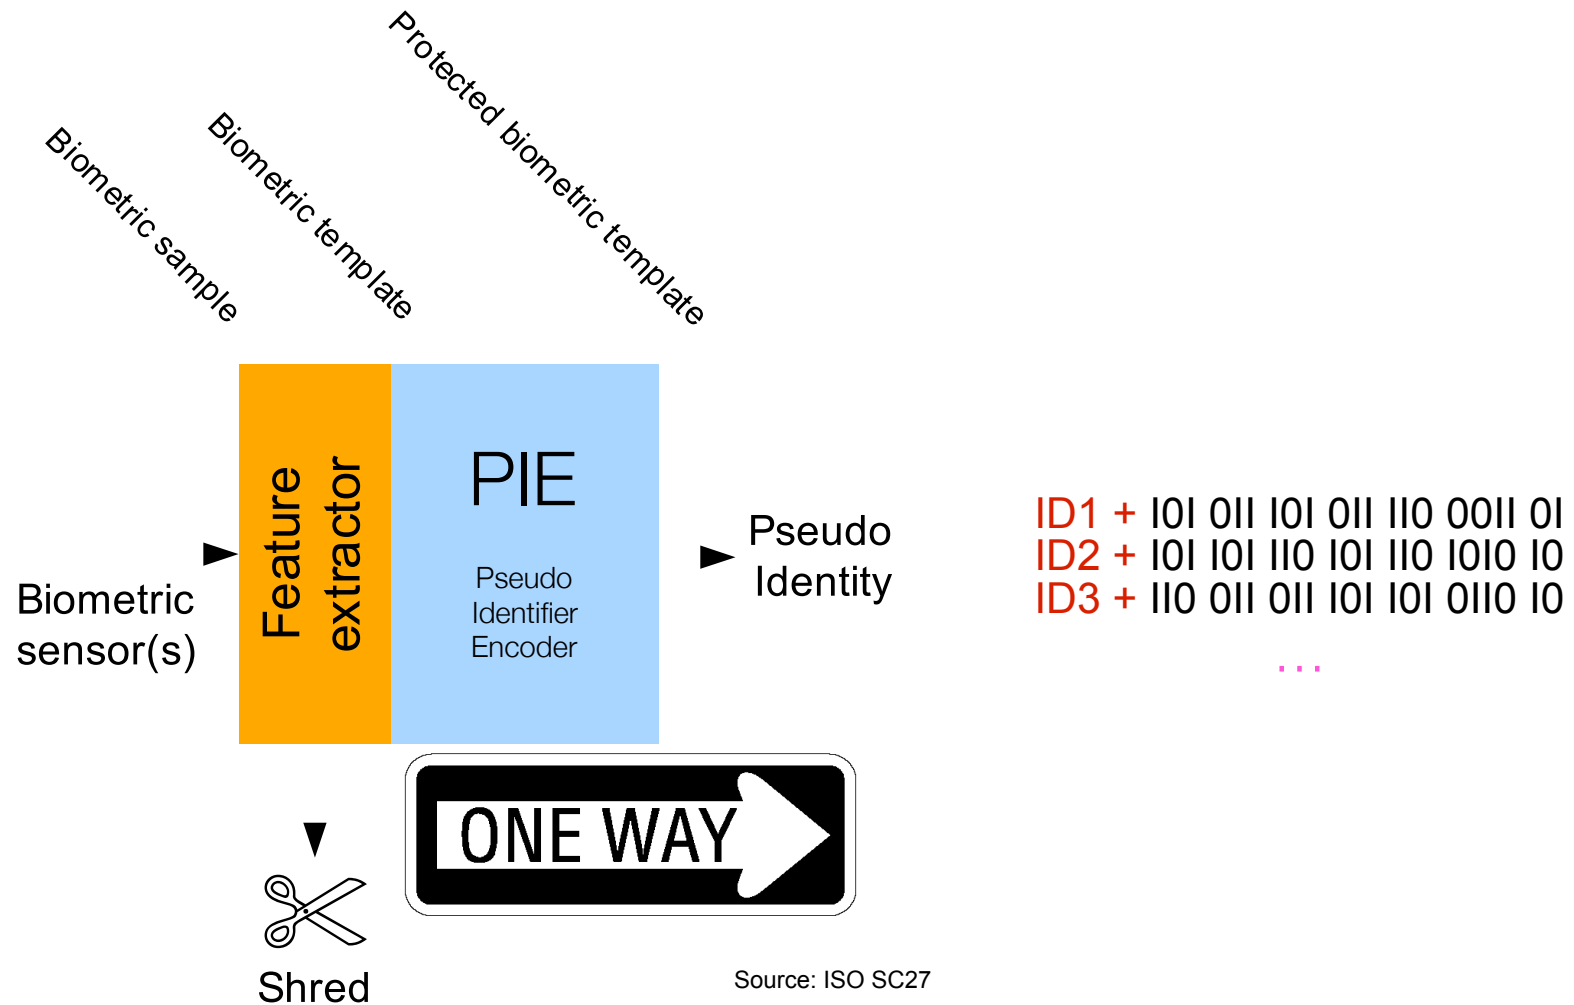 Biometric sample
Biometric template
Protected biometric template
Biometric
sensor(s)
Feature
extractor
PIE
Pseudo
Identifier
Encoder
Pseudo
Identity
ID1 + I0I 0II I0I 0II II0 00II 0I
ID2 + I0I I0I II0 I0I II0 I0I0 I0
ID3 + II0 0II 0II I0I I0I 0II0 I0
...
ONE WAY
Shred
Source: ISO SC27